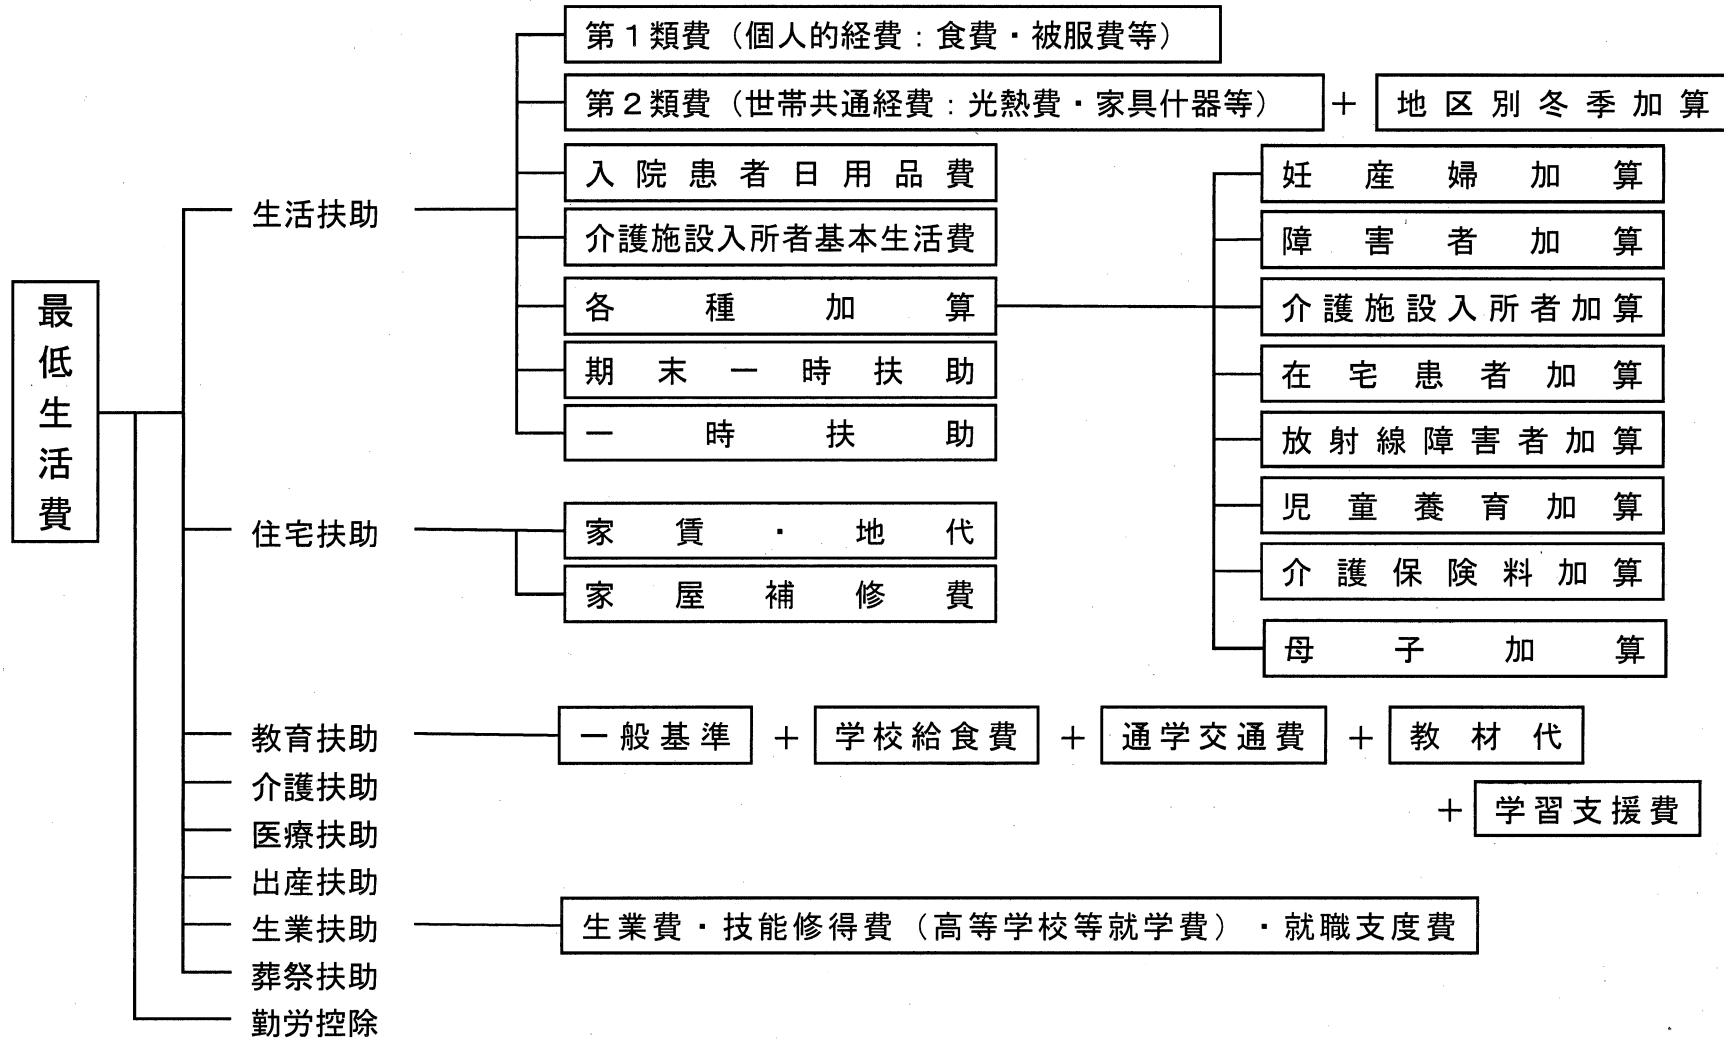 最低生活費
生活扶助
第１類費（個人的経費：食費・被服費等）
第２類費（世帯共通経費：光熱費・家具什器等）
＋
地区別冬季加算
入院患者日用品費
介護施設入所者基本生活費
各種加算
妊産婦加算
障害者加算
介護施設入所者加算
在宅患者加算
放射線障害者加算
児童養育加算
介護保険料加算
母子加算
期末一時扶助
一時扶助
住宅扶助
家賃・地代
家屋補修費
教育扶助
一般基準 ＋ 学校給食費 ＋ 通学交通費 ＋ 教材代
＋ 学習支援費
介護扶助
医療扶助
出産扶助
生業扶助
生業費・技能修得費（高等学校等就学費）・就職支度費
葬祭扶助
勤労控除